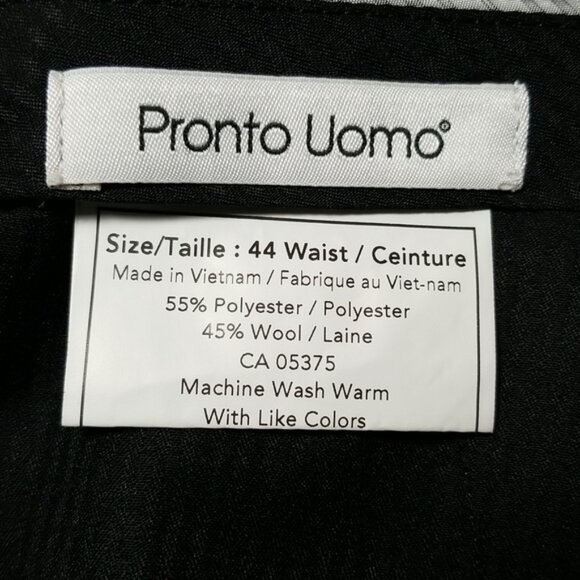 Pronto Uomo®
Size/Taille : 44 Waist / Ceinture
Made in Vietnam / Fabrique au Viet-nam
55% Polyester / Polyester
45% Wool / Laine
CA 05375
Machine Wash Warm
With Like Colors